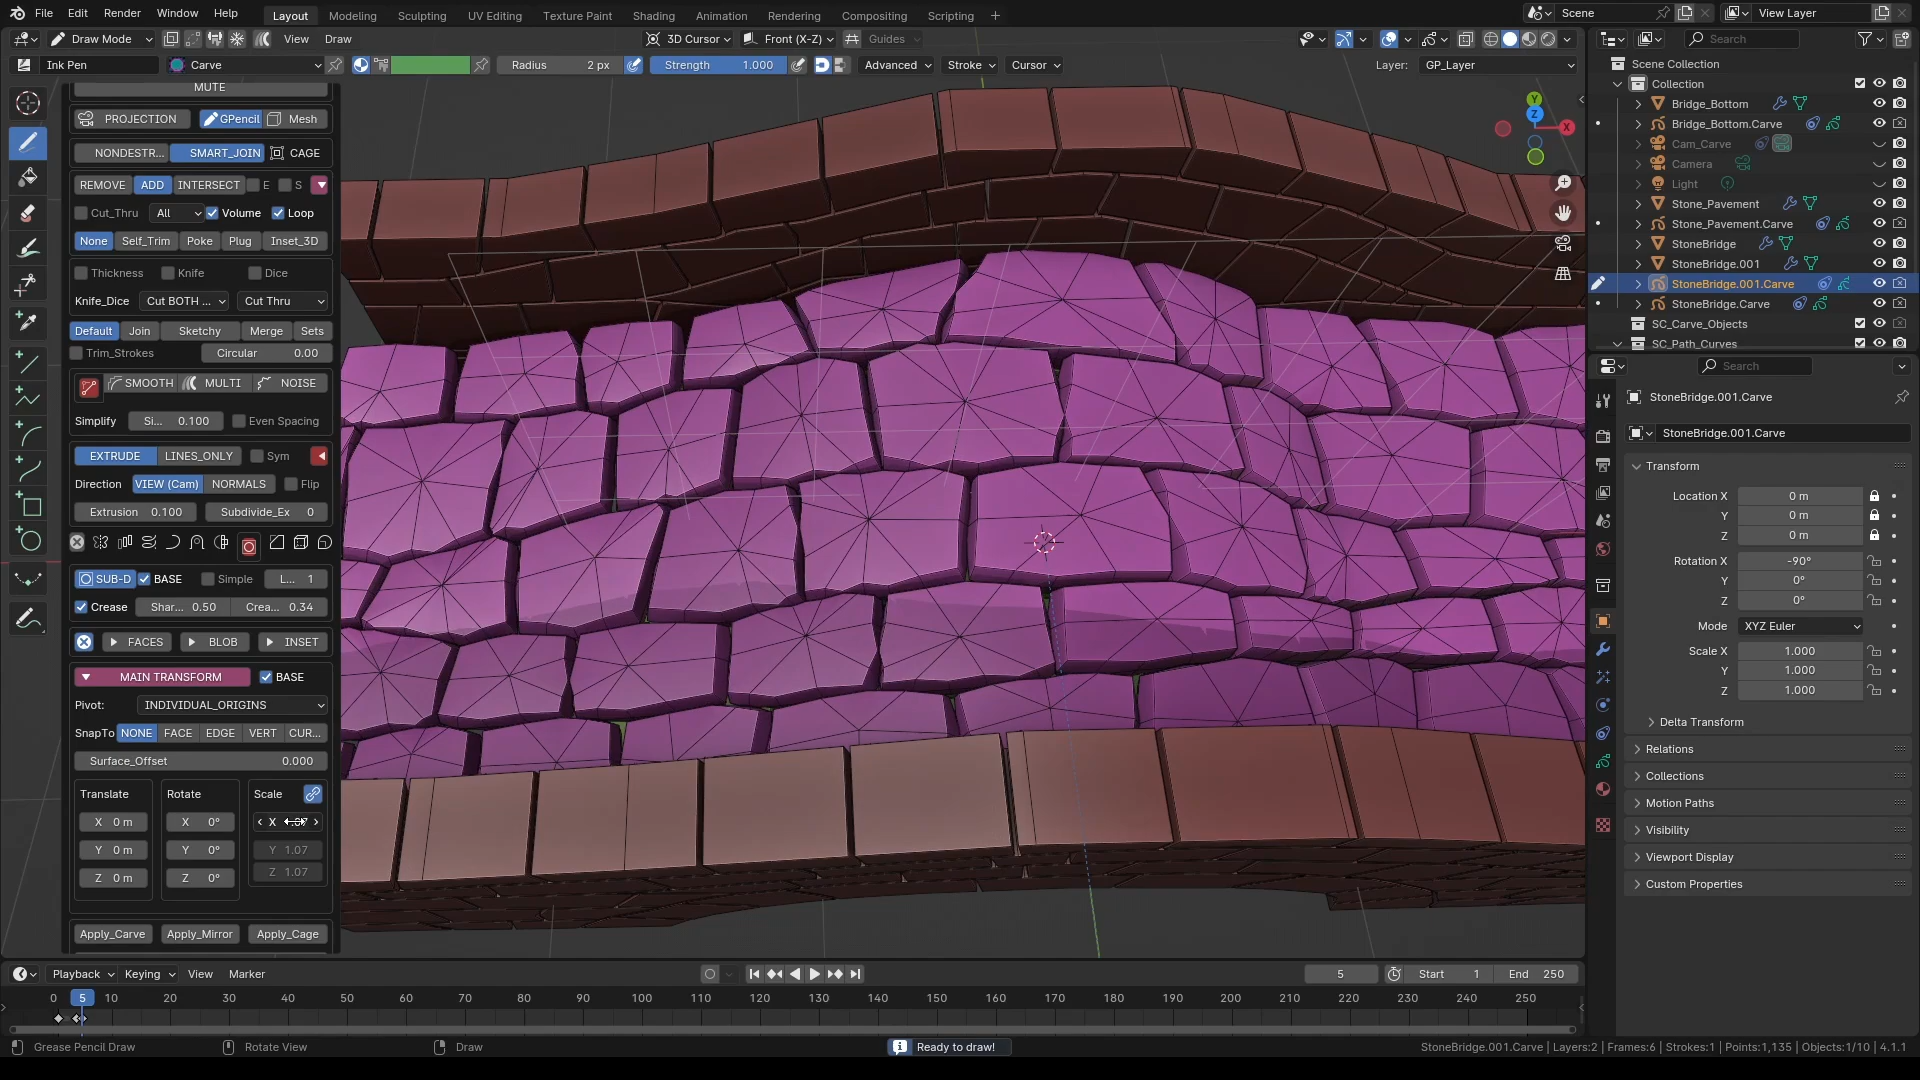 File Edit Render Window Help Layout Modeling Sculpting UV Editing Texture Paint Shading Animation Rendering Compositing Scripting + Scene View Layer
Draw Mode View Draw 3D Cursor Front (X-Z) Guides Search
Ink Pen Carve Radius 2 px Strength 1.000 Advanced Stroke Cursor Layer: GP_Layer
MUTE
PROJECTION GPencil Mesh
NONDESTR... SMART_JOIN CAGE
REMOVE ADD INTERSECT E S
Cut_Thru All Volume Loop
None Self_Trim Poke Plug Inset_3D
Thickness Knife Dice
Knife_Dice Cut BOTH ... Cut Thru
Default Join Sketchy Merge Sets
Trim_Strokes Circular 0.00
SMOOTH MULTI NOISE
Simplify Si... 0.100 Even Spacing
EXTRUDE LINES_ONLY Sym
Direction VIEW (Cam) NORMALS Flip
Extrusion 0.100 Subdivide_Ex 0
SUB-D BASE Simple L... 1
Crease Shar... 0.50 Crea... 0.34
FACES BLOB INSET
MAIN TRANSFORM BASE
Pivot: INDIVIDUAL_ORIGINS
SnapTo NONE FACE EDGE VERT CUR...
Surface_Offset 0.000
Translate Rotate Scale
X 0 m X 0° X
Y 0 m Y 0° Y 1.07
Z 0 m Z 0° Z 1.07
Apply_Carve Apply_Mirror Apply_Cage
Y
Z
X
Scene Collection
Collection
Bridge_Bottom
Bridge_Bottom.Carve
Cam_Carve
Camera
Light
Stone_Pavement
Stone_Pavement.Carve
StoneBridge
StoneBridge.001
StoneBridge.001.Carve
StoneBridge.Carve
SC_Carve_Objects
SC_Path_Curves
Search
StoneBridge.001.Carve
StoneBridge.001.Carve
Transform
Location X 0 m
Y 0 m
Z 0 m
Rotation X -90°
Y 0°
Z 0°
Mode XYZ Euler
Scale X 1.000
Y 1.000
Z 1.000
Delta Transform
Relations
Collections
Motion Paths
Visibility
Viewport Display
Custom Properties
Playback Keying View Marker 5 Start 1 End 250
0 5 10 20 30 40 50 60 70 80 90 100 110 120 130 140 150 160 170 180 190 200 210 220 230 240 250
Grease Pencil Draw Rotate View Draw Ready to draw! StoneBridge.001.Carve | Layers:2 | Frames:6 | Strokes:1 | Points:1,135 | Objects:1/10 | 4.1.1